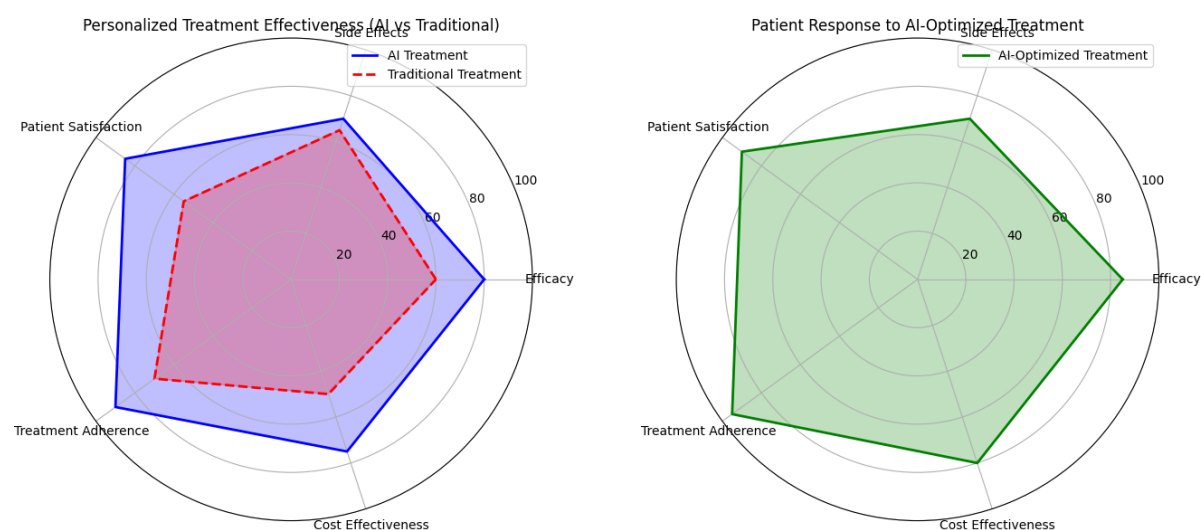 Personalized Treatment Effectiveness (AI vs Traditional)
Side Effects
AI Treatment
Traditional Treatment
Patient Satisfaction
100
80
60
40
20
Efficacy
Treatment Adherence
Cost Effectiveness
Patient Response to AI-Optimized Treatment
Side Effects
AI-Optimized Treatment
Patient Satisfaction
100
80
60
40
20
Efficacy
Treatment Adherence
Cost Effectiveness